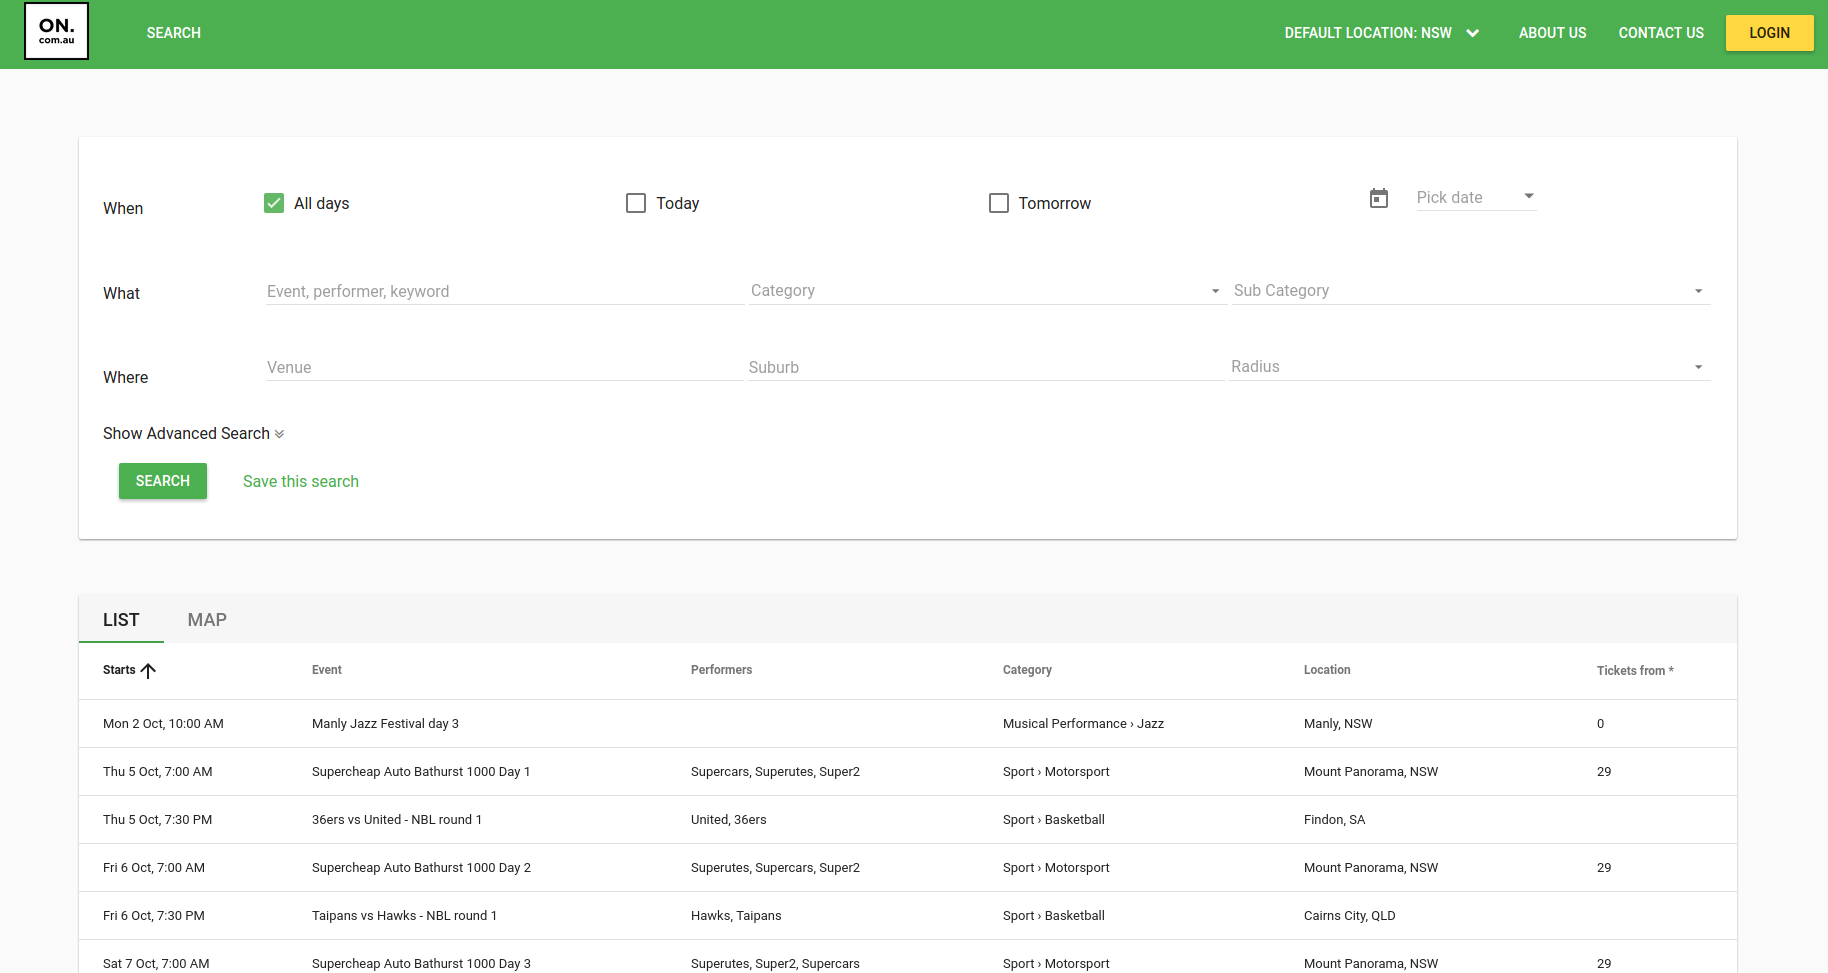 ON.
com.au
SEARCH
DEFAULT LOCATION: NSW
ABOUT US
CONTACT US
LOGIN
When
All days
Today
Tomorrow
Pick date
What
Event, performer, keyword
Category
Sub Category
Where
Venue
Suburb
Radius
Show Advanced Search
SEARCH
Save this search
LIST
MAP
Starts Event Performers Category Location Tickets from *
Mon 2 Oct, 10:00 AM Manly Jazz Festival day 3 Musical Performance › Jazz Manly, NSW 0
Thu 5 Oct, 7:00 AM Supercheap Auto Bathurst 1000 Day 1 Supercars, Superutes, Super2 Sport › Motorsport Mount Panorama, NSW 29
Thu 5 Oct, 7:30 PM 36ers vs United - NBL round 1 United, 36ers Sport › Basketball Findon, SA
Fri 6 Oct, 7:00 AM Supercheap Auto Bathurst 1000 Day 2 Superutes, Supercars, Super2 Sport › Motorsport Mount Panorama, NSW 29
Fri 6 Oct, 7:30 PM Taipans vs Hawks - NBL round 1 Hawks, Taipans Sport › Basketball Cairns City, QLD
Sat 7 Oct, 7:00 AM Supercheap Auto Bathurst 1000 Day 3 Superutes, Super2, Supercars Sport › Motorsport Mount Panorama, NSW 29